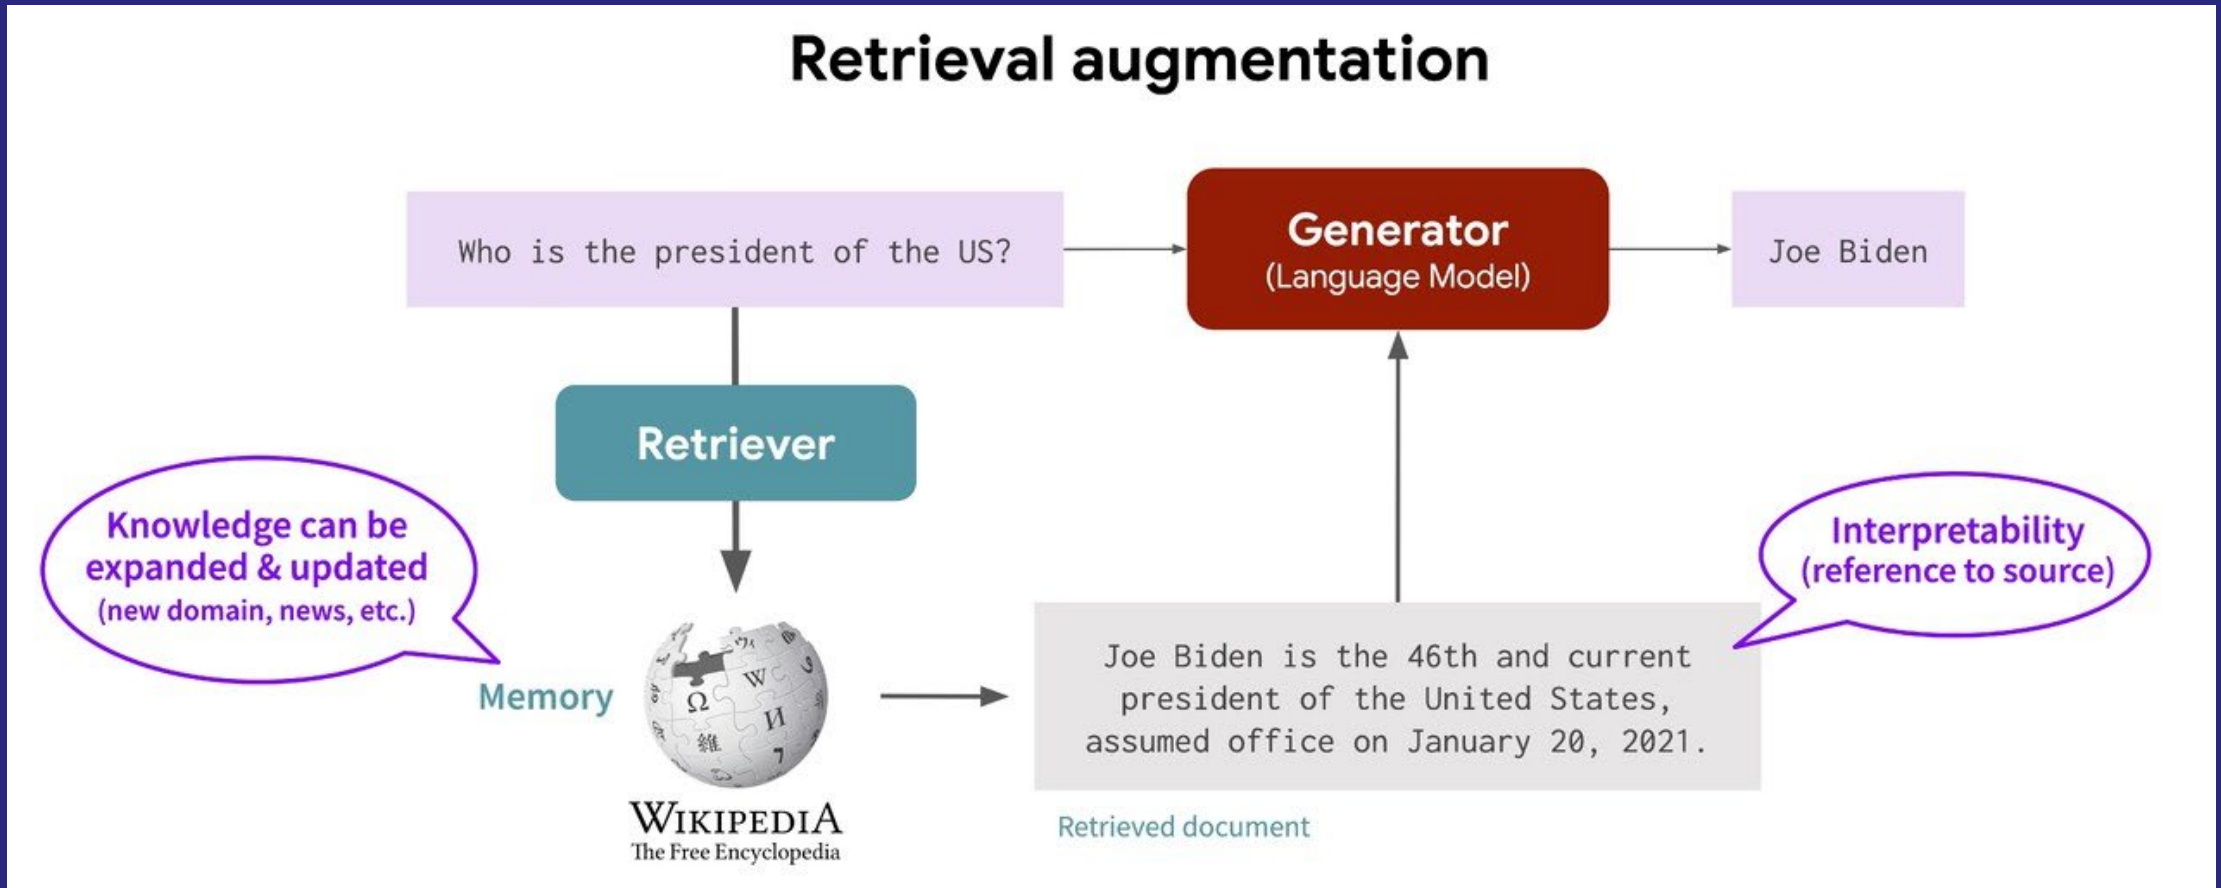 Retrieval augmentation
Who is the president of the US?
Generator
(Language Model)
Joe Biden
Retriever
Knowledge can be
expanded & updated
(new domain, news, etc.)
Interpretability
(reference to source)
Memory
Ω W И 維 7
WIKIPEDIA
The Free Encyclopedia
Joe Biden is the 46th and current
president of the United States,
assumed office on January 20, 2021.
Retrieved document